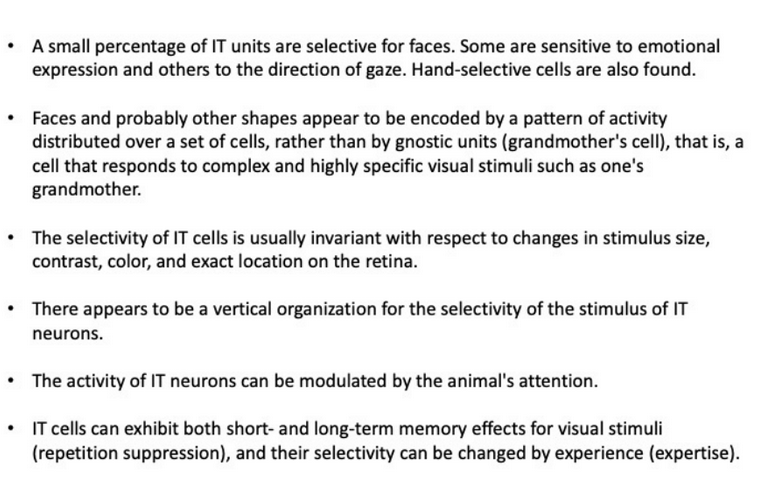 • A small percentage of IT units are selective for faces. Some are sensitive to emotional
expression and others to the direction of gaze. Hand-selective cells are also found.
• Faces and probably other shapes appear to be encoded by a pattern of activity
distributed over a set of cells, rather than by gnostic units (grandmother's cell), that is, a
cell that responds to complex and highly specific visual stimuli such as one's
grandmother.
• The selectivity of IT cells is usually invariant with respect to changes in stimulus size,
contrast, color, and exact location on the retina.
• There appears to be a vertical organization for the selectivity of the stimulus of IT
neurons.
• The activity of IT neurons can be modulated by the animal's attention.
• IT cells can exhibit both short- and long-term memory effects for visual stimuli
(repetition suppression), and their selectivity can be changed by experience (expertise).